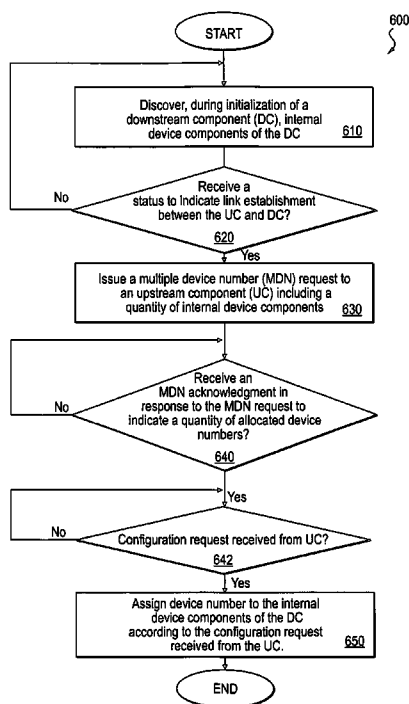 600
START
Discover, during initialization of a
downstream component (DC), internal
device components of the DC
610
Receive a
status to indicate link establishment
between the UC and DC?
620
No
Yes
Issue a multiple device number (MDN) request to
an upstream component (UC) including a
quantity of internal device components
630
Receive an
MDN acknowledgment in
response to the MDN request to
indicate a quantity of allocated device
numbers?
640
No
Yes
Configuration request received from UC?
642
No
Yes
Assign device number to the internal
device components of the DC
according to the configuration request
received from the UC.
650
END